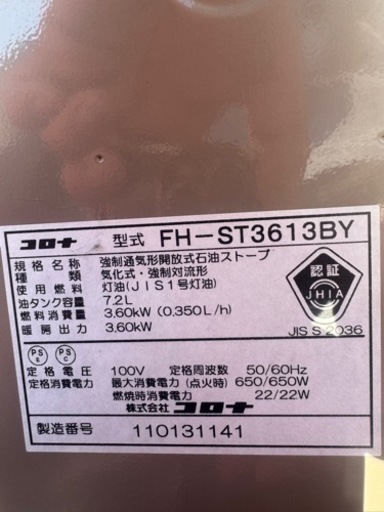 コロナ 型式 FH-ST3613BY
規格名称 強制通気形開放式石油ストーブ
種類 気化式・強制対流形
使用燃料 灯油(JIS1号灯油)
油タンク容量 7.2L
燃料消費量 3.60kW(0.350L/h)
暖房出力 3.60kW
認証
JHIA
JIS S 2036
PS E PS C
定格電圧 100V 定格周波数 50/60Hz
定格消費電力 最大消費電力(点火時) 650/650W
燃焼時消費電力 22/22W
株式会社 コロナ
製造番号 110131141